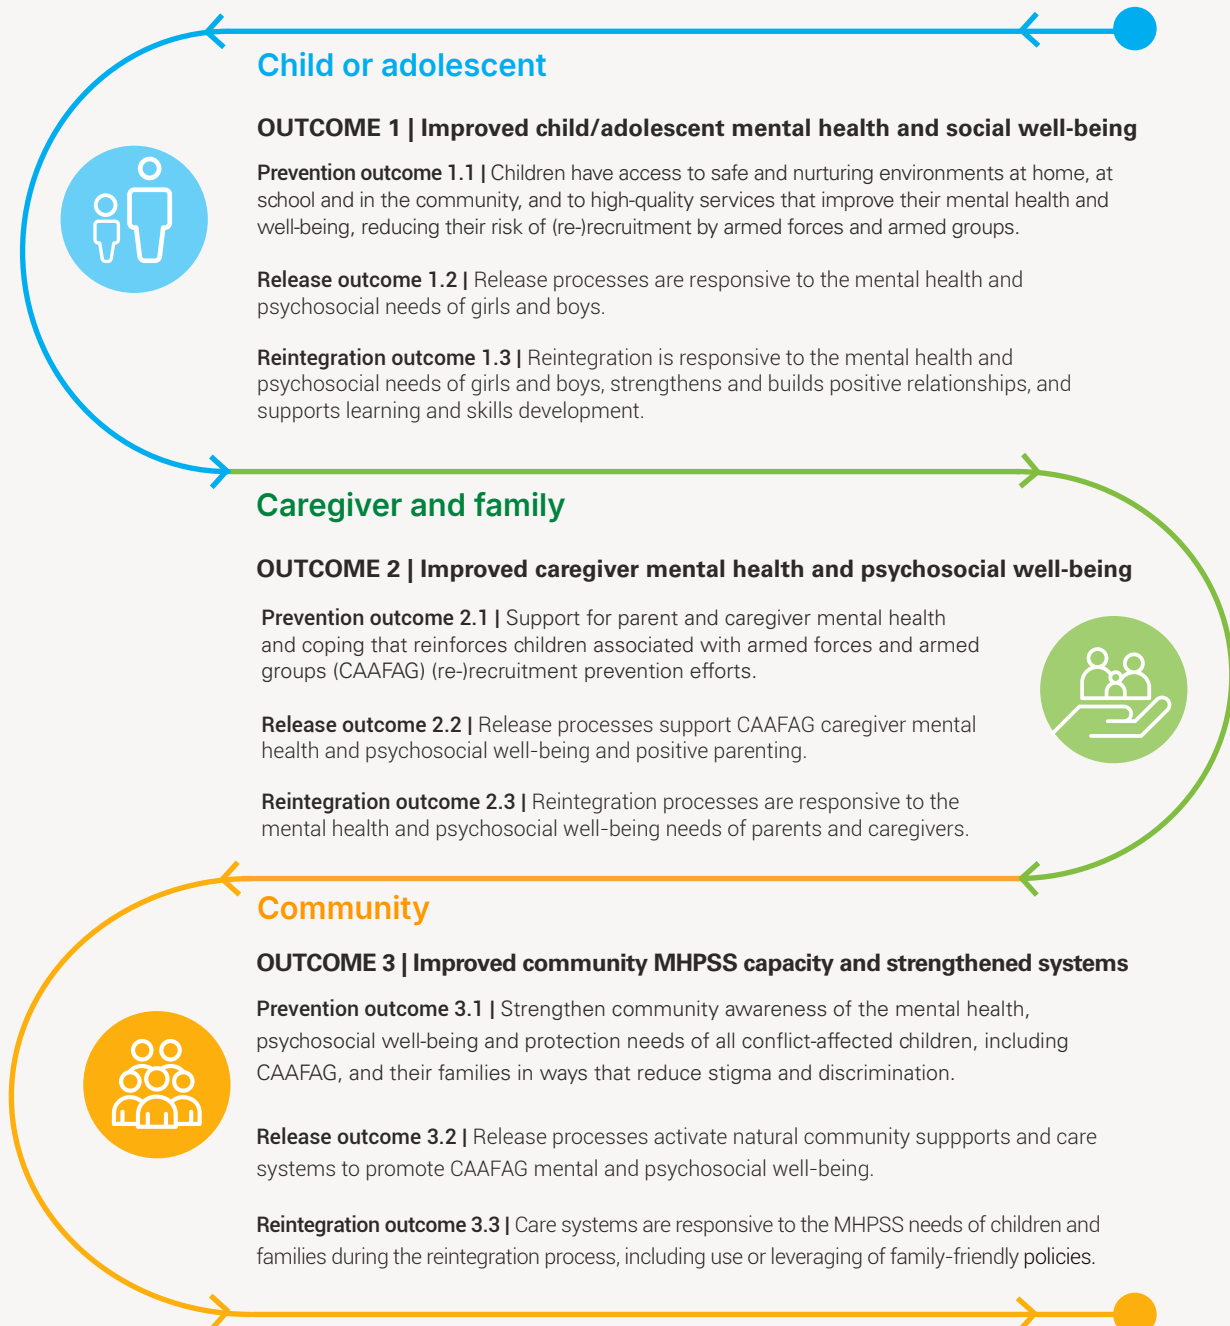 Child or adolescent
OUTCOME 1 | Improved child/adolescent mental health and social well-being
Prevention outcome 1.1 | Children have access to safe and nurturing environments at home, at
school and in the community, and to high-quality services that improve their mental health and
well-being, reducing their risk of (re-)recruitment by armed forces and armed groups.
Release outcome 1.2 | Release processes are responsive to the mental health and
psychosocial needs of girls and boys.
Reintegration outcome 1.3 | Reintegration is responsive to the mental health and
psychosocial needs of girls and boys, strengthens and builds positive relationships, and
supports learning and skills development.
Caregiver and family
OUTCOME 2 | Improved caregiver mental health and psychosocial well-being
Prevention outcome 2.1 | Support for parent and caregiver mental health
and coping that reinforces children associated with armed forces and armed
groups (CAAFAG) (re-)recruitment prevention efforts.
Release outcome 2.2 | Release processes support CAAFAG caregiver mental
health and psychosocial well-being and positive parenting.
Reintegration outcome 2.3 | Reintegration processes are responsive to the
mental health and psychosocial well-being needs of parents and caregivers.
Community
OUTCOME 3 | Improved community MHPSS capacity and strengthened systems
Prevention outcome 3.1 | Strengthen community awareness of the mental health,
psychosocial well-being and protection needs of all conflict-affected children, including
CAAFAG, and their families in ways that reduce stigma and discrimination.
Release outcome 3.2 | Release processes activate natural community suppports and care
systems to promote CAAFAG mental and psychosocial well-being.
Reintegration outcome 3.3 | Care systems are responsive to the MHPSS needs of children and
families during the reintegration process, including use or leveraging of family-friendly policies.